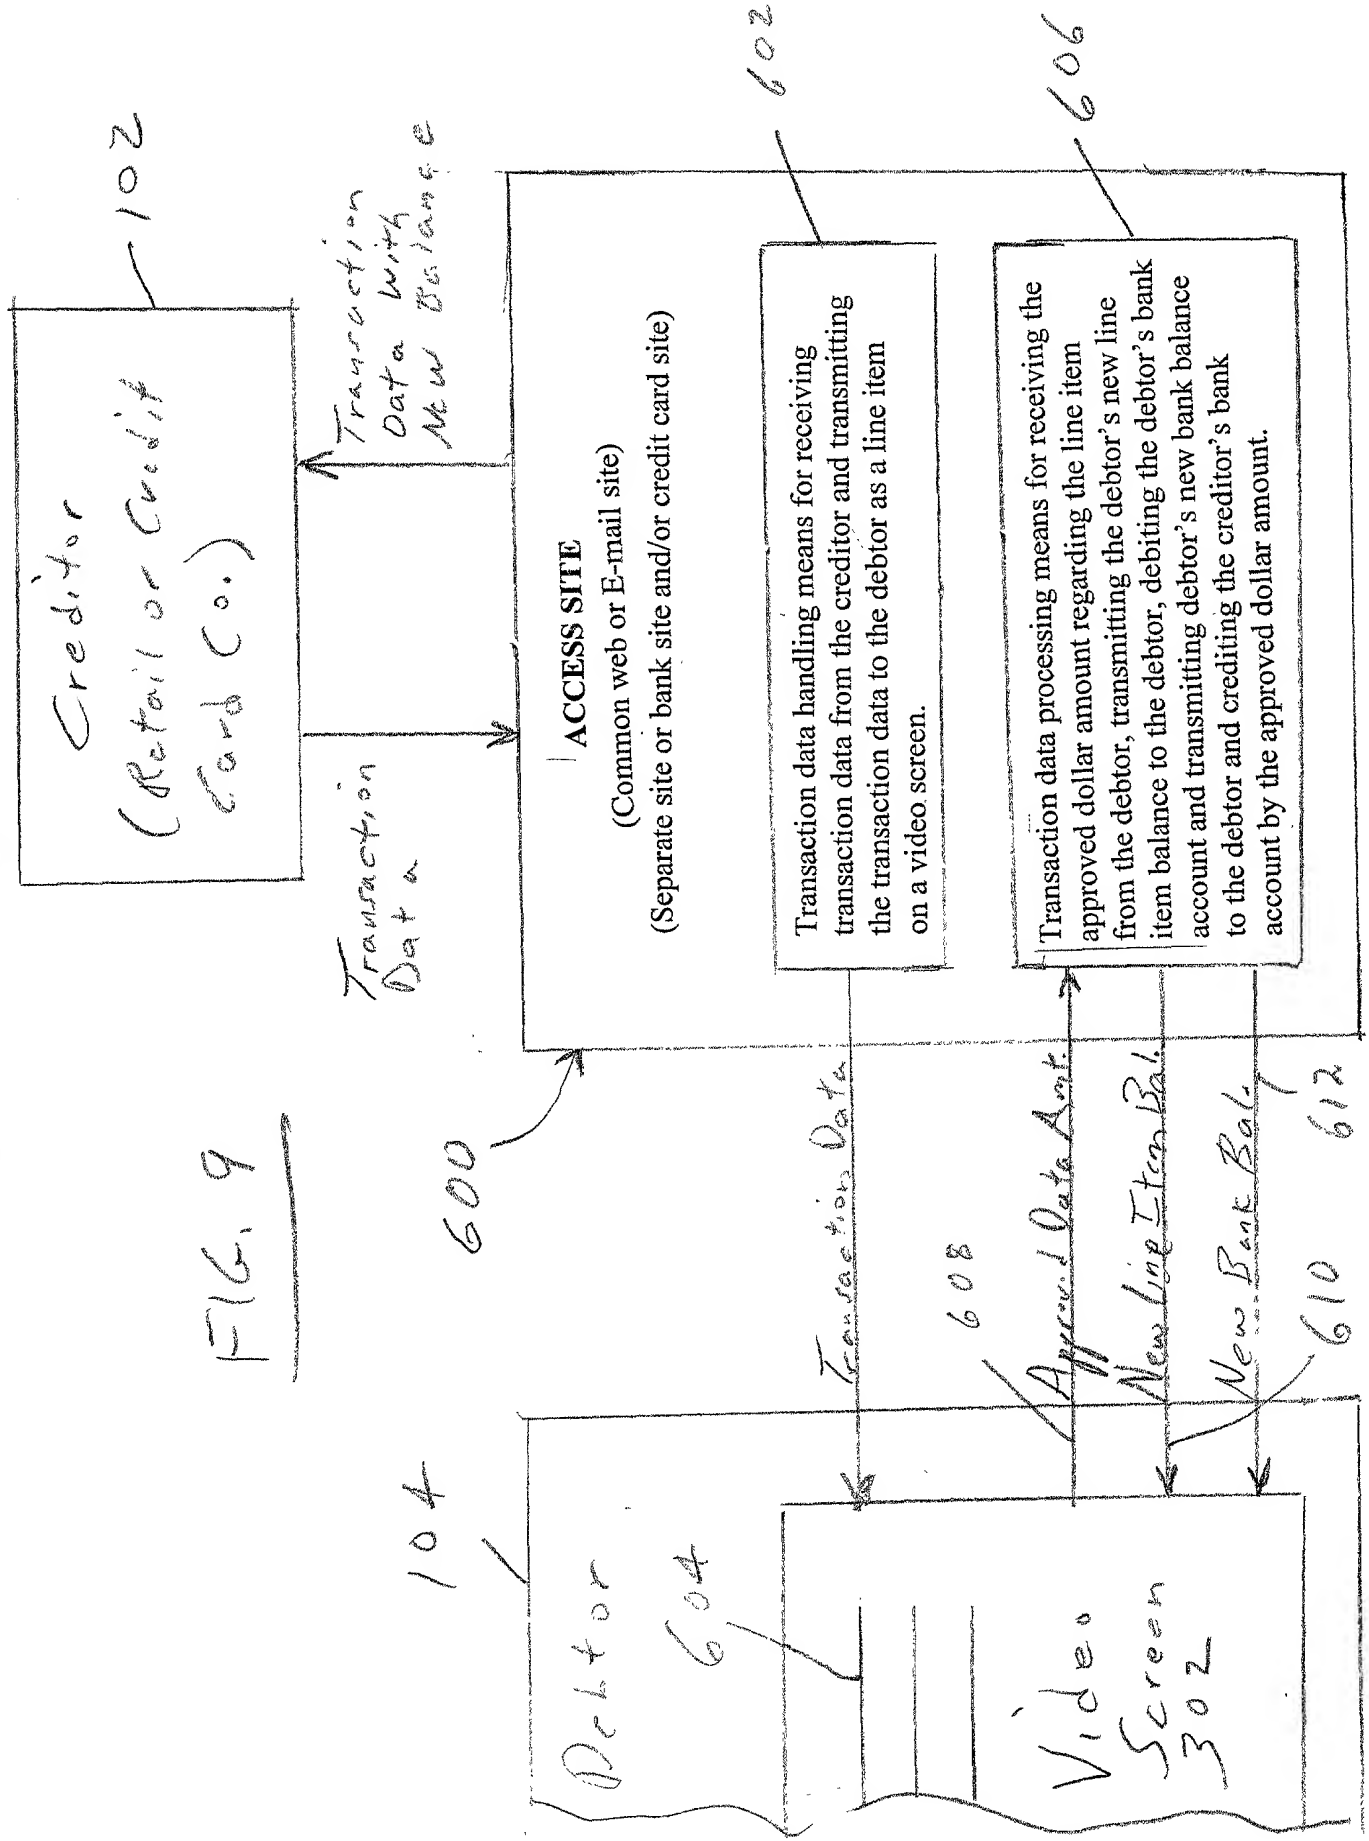 FIG. 9
104
Debtor
604
Video
Screen
302
600
Transaction Data
608
Approved Data Amt.
New Line Item Bal.
New Bank Bal.
610
612
Creditor
(Retail or Credit
Card Co.)
102
Transaction
Data
Transaction
Data with
New Balance
ACCESS SITE
(Common web or E-mail site)
(Separate site or bank site and/or credit card site)
602
Transaction data handling means for receiving
transaction data from the creditor and transmitting
the transaction data to the debtor as a line item
on a video screen.
606
Transaction data processing means for receiving the
approved dollar amount regarding the line item
from the debtor, transmitting the debtor's new line
item balance to the debtor, debiting the debtor's bank
account and transmitting debtor's new bank balance
to the debtor and crediting the creditor's bank
account by the approved dollar amount.